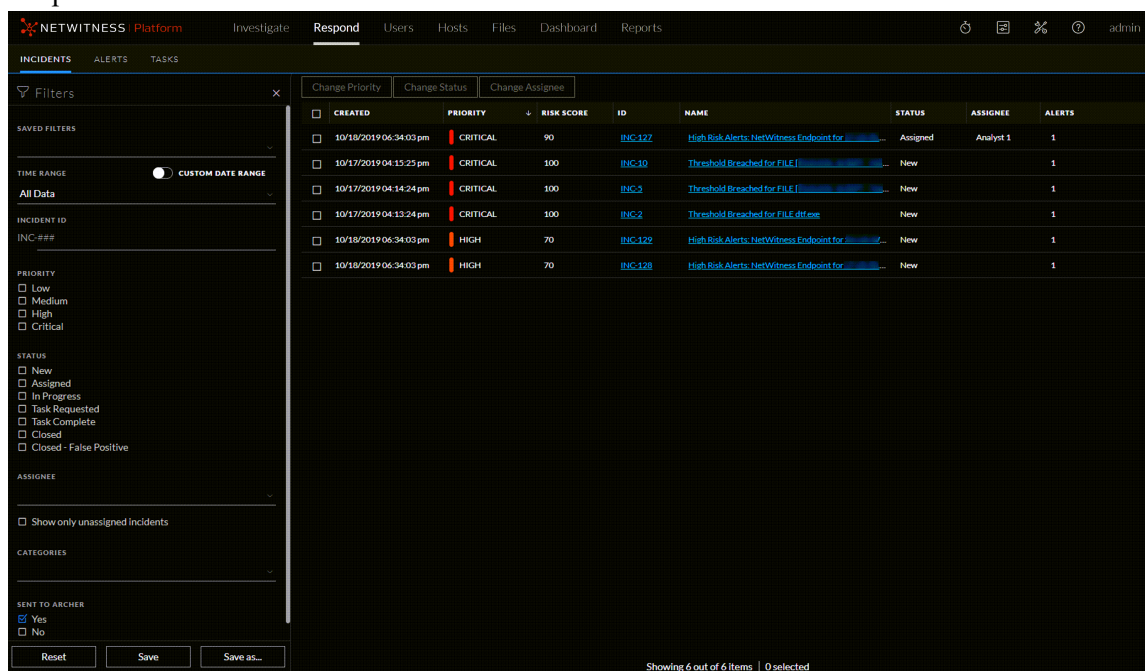 NETWITNESS Platform Investigate Respond Users Hosts Files Dashboard Reports admin
INCIDENTS ALERTS TASKS
Filters
SAVED FILTERS
TIME RANGE CUSTOM DATE RANGE
All Data
INCIDENT ID
INC-###
PRIORITY
Low
Medium
High
Critical
STATUS
New
Assigned
In Progress
Task Requested
Task Complete
Closed
Closed - False Positive
ASSIGNEE
Show only unassigned incidents
CATEGORIES
SENT TO ARCHER
Yes
No
Reset Save Save as...
Change Priority Change Status Change Assignee
CREATED PRIORITY RISK SCORE ID NAME STATUS ASSIGNEE ALERTS
10/18/2019 06:34:03 pm CRITICAL 90 INC-127 High Risk Alerts: NetWitness Endpoint for ... Assigned Analyst 1 1
10/17/2019 04:15:25 pm CRITICAL 100 INC-10 Threshold Breached for FILE [ ... New 1
10/17/2019 04:14:24 pm CRITICAL 100 INC-5 Threshold Breached for FILE [ ... New 1
10/17/2019 04:13:24 pm CRITICAL 100 INC-2 Threshold Breached for FILE dtf.exe New 1
10/18/2019 06:34:03 pm HIGH 70 INC-129 High Risk Alerts: NetWitness Endpoint for ... New 1
10/18/2019 06:34:03 pm HIGH 70 INC-128 High Risk Alerts: NetWitness Endpoint for ... New 1
Showing 6 out of 6 items | 0 selected